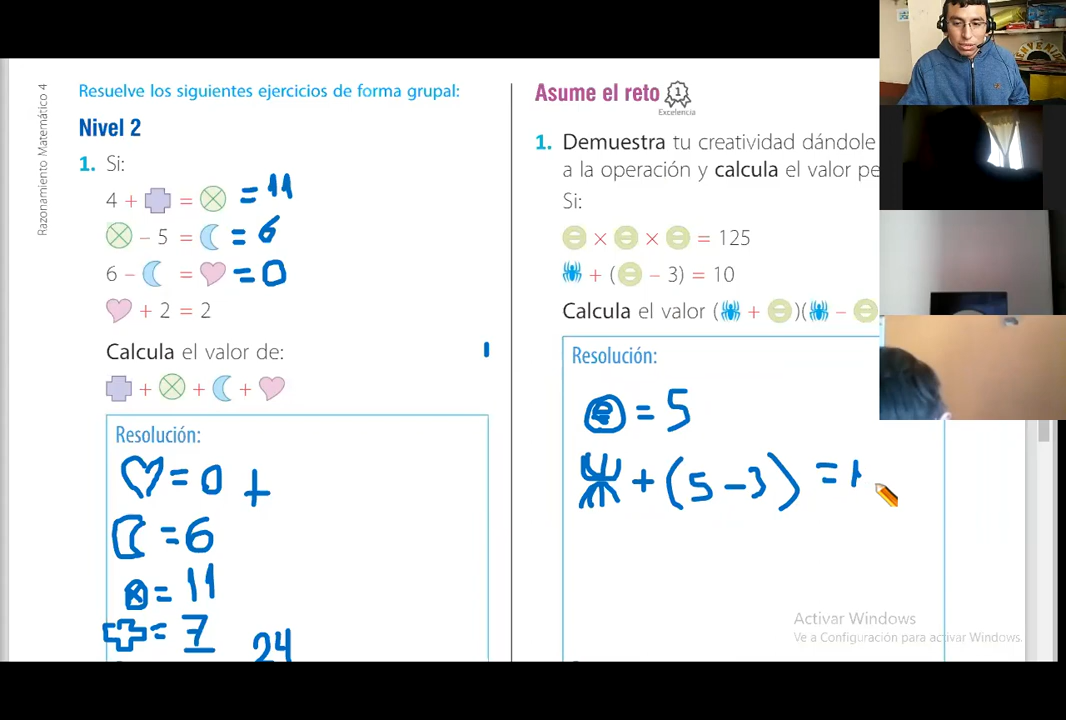 Razonamiento Matemático 4
Resuelve los siguientes ejercicios de forma grupal:
Nivel 2
1. Si:
4 + = = 11
- 5 = = 6
6 - = = 0
+ 2 = 2
Calcula el valor de:
+ + +
Resolución:
= 0 +
= 6
= 11
= 7
24
Asume el reto 1
Excelencia
1. Demuestra tu creatividad dándole
a la operación y calcula el valor
Si:
× × = 125
+ ( - 3) = 10
Calcula el valor ( + )( -
Resolución:
= 5
+ (5 - 3) = 1
Activar Windows
Ve a Configuración para activar Windows.